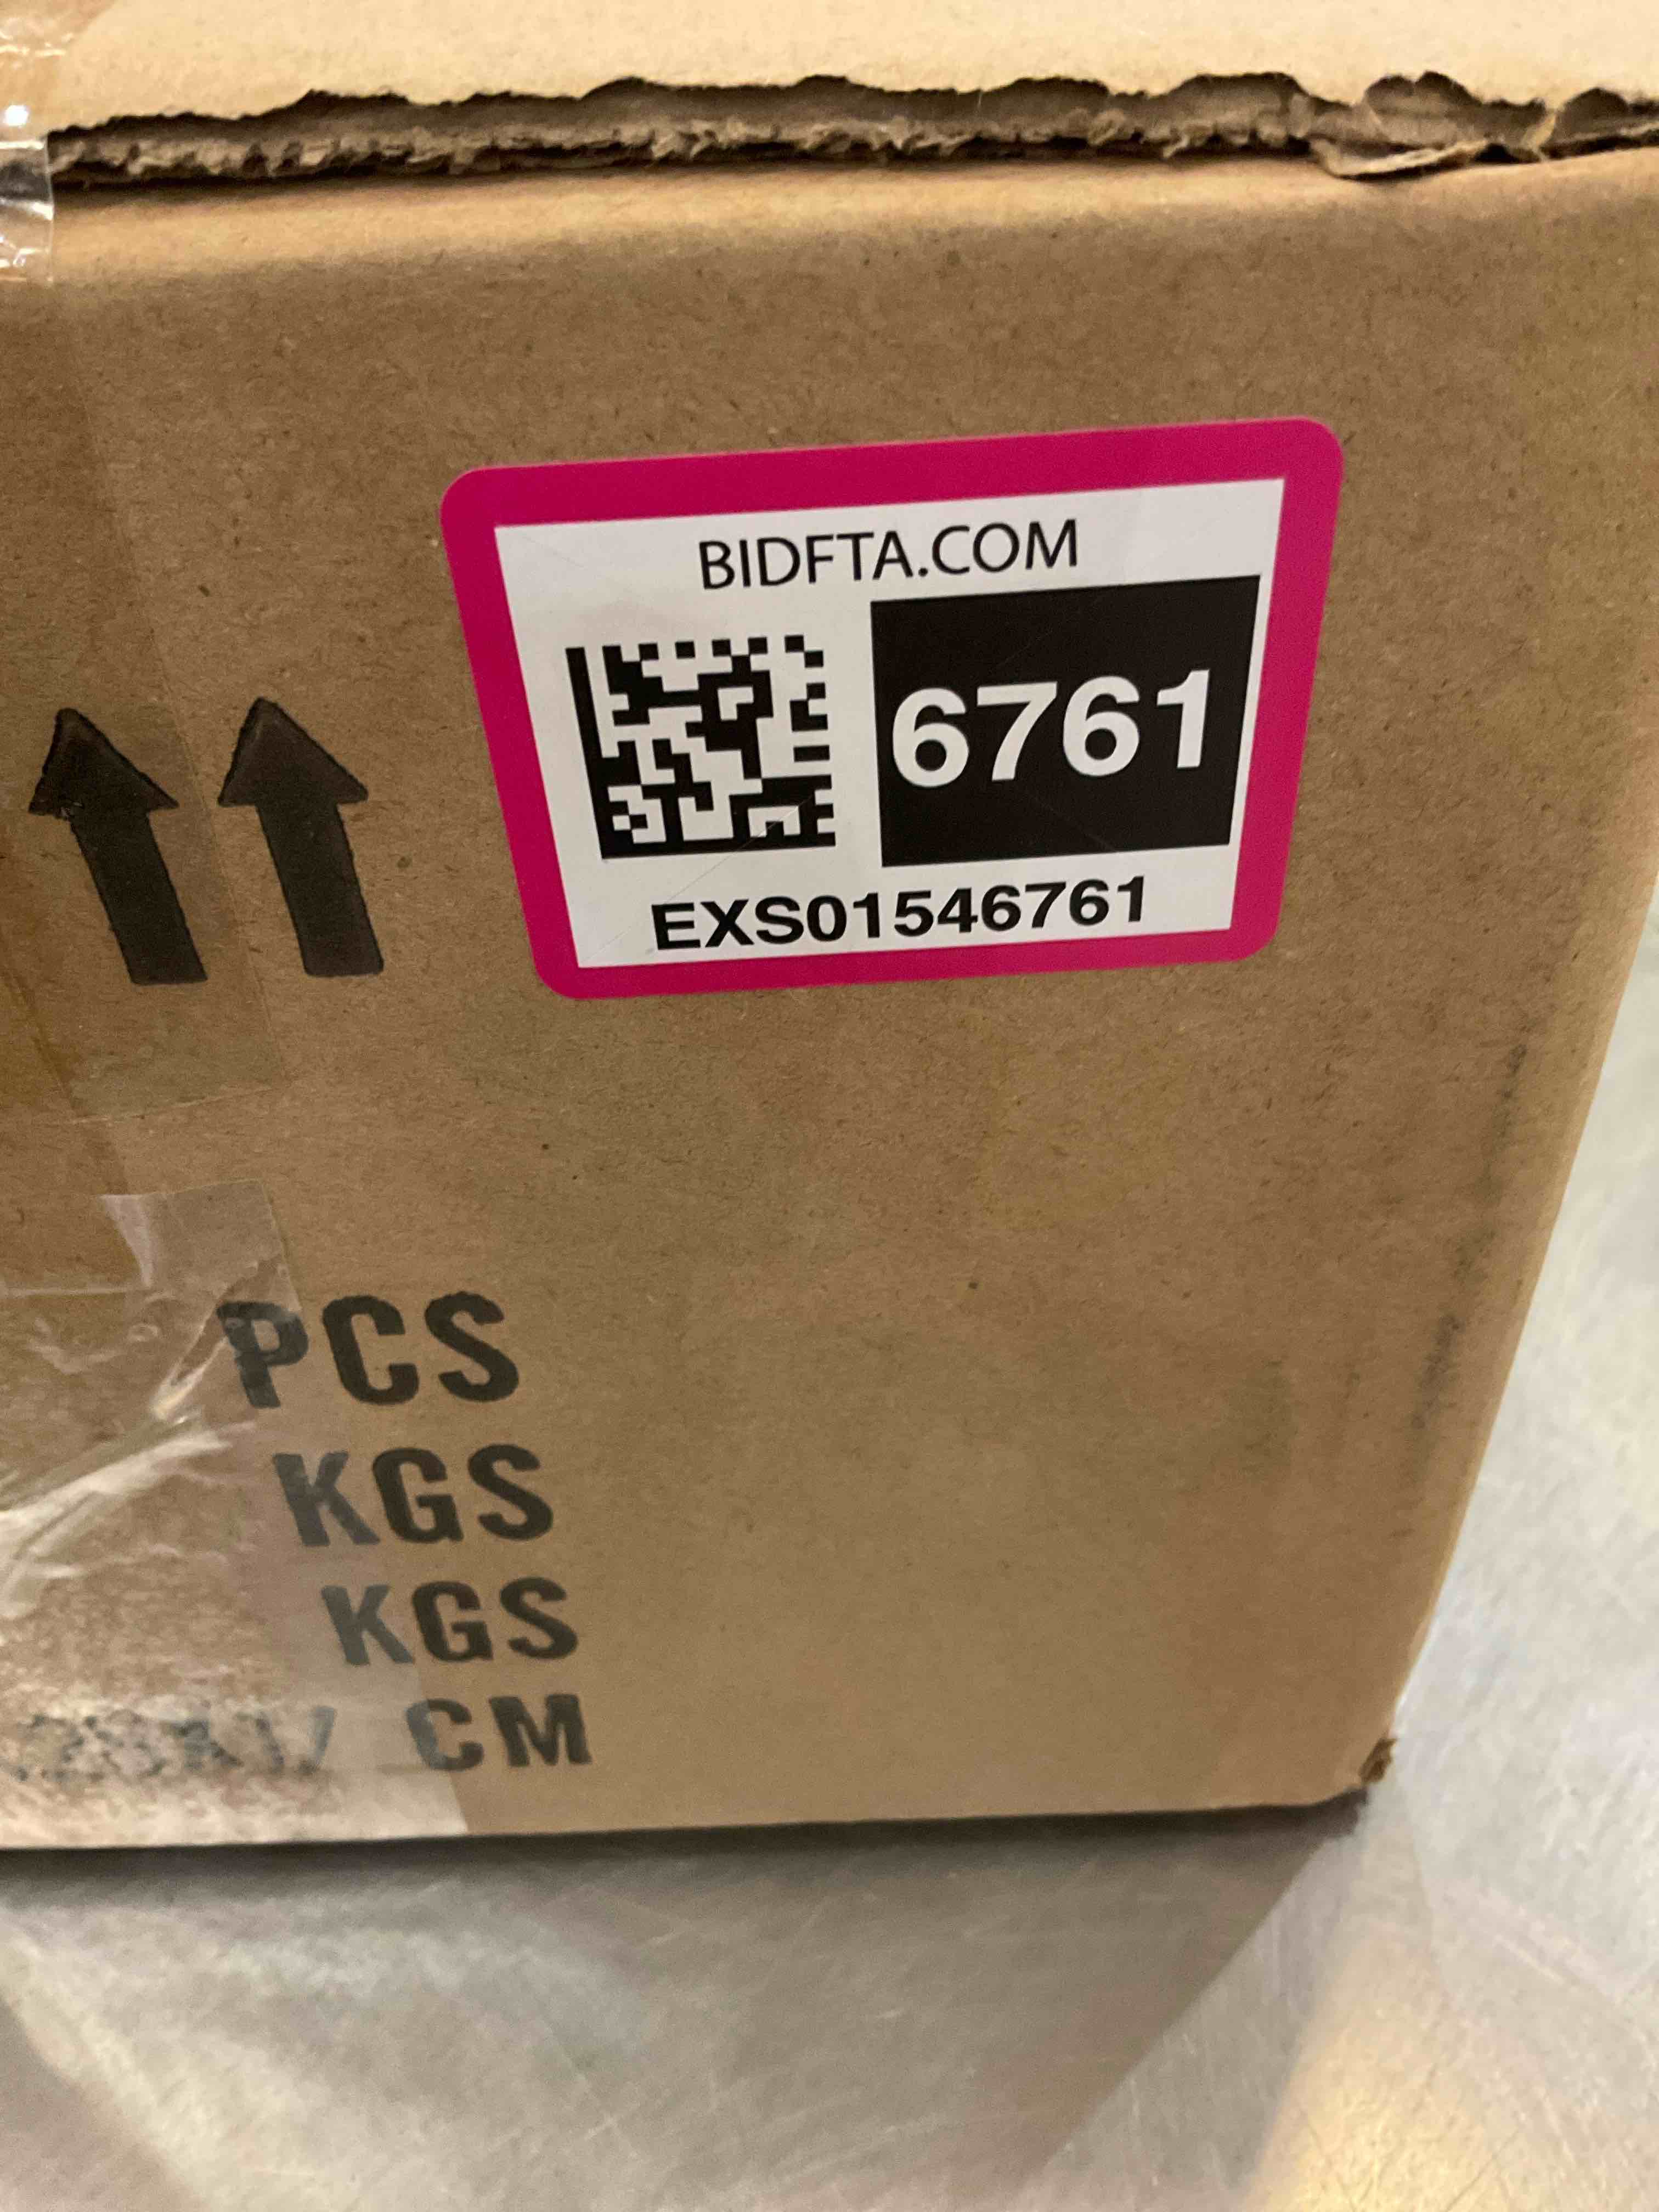 BIDFTA.COM
6761
EXS01546761
PCS
KGS
KGS
CM